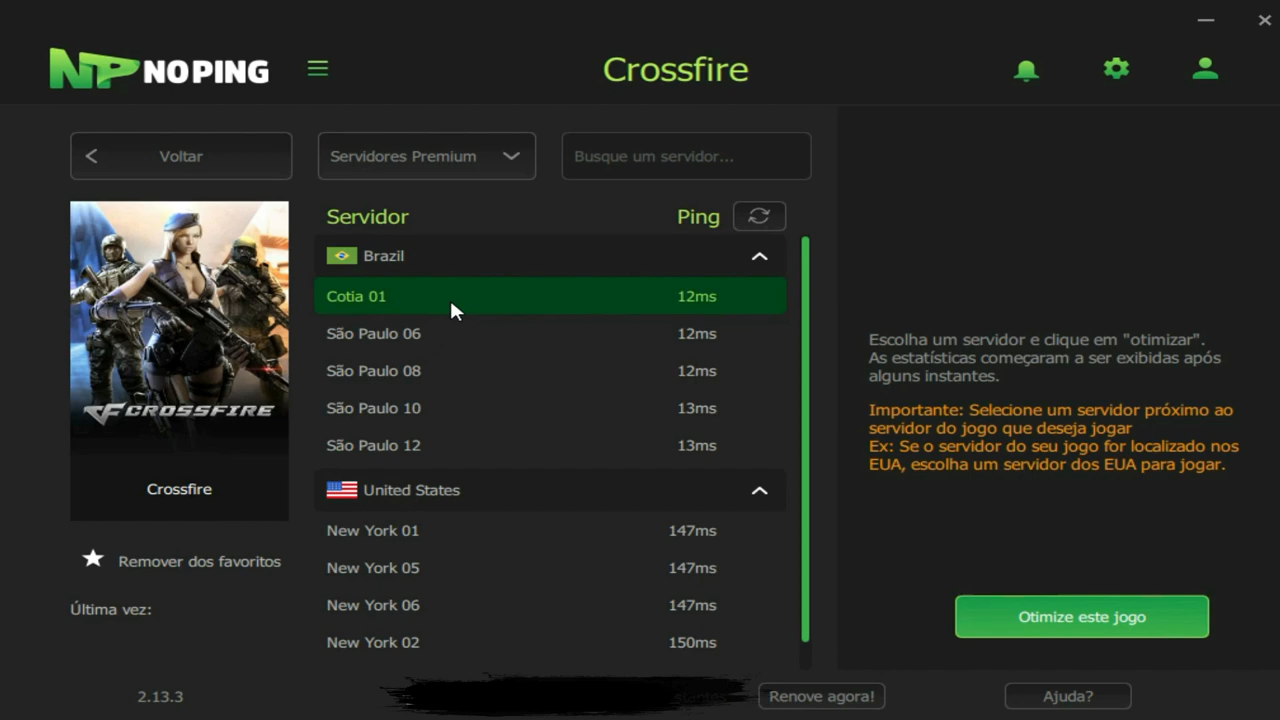 NP NOPING
Crossfire
Voltar
Servidores Premium
Busque um servidor...
CROSSFIRE
Crossfire
Remover dos favoritos
Última vez:
Servidor Ping
Brazil
Cotia 01 12ms
São Paulo 06 12ms
São Paulo 08 12ms
São Paulo 10 13ms
São Paulo 12 13ms
United States
New York 01 147ms
New York 05 147ms
New York 06 147ms
New York 02 150ms
Escolha um servidor e clique em "otimizar".
As estatísticas começaram a ser exibidas após
alguns instantes.
Importante: Selecione um servidor próximo ao
servidor do jogo que deseja jogar
Ex: Se o servidor do seu jogo for localizado nos
EUA, escolha um servidor dos EUA para jogar.
Otimize este jogo
2.13.3
Renove agora!
Ajuda?